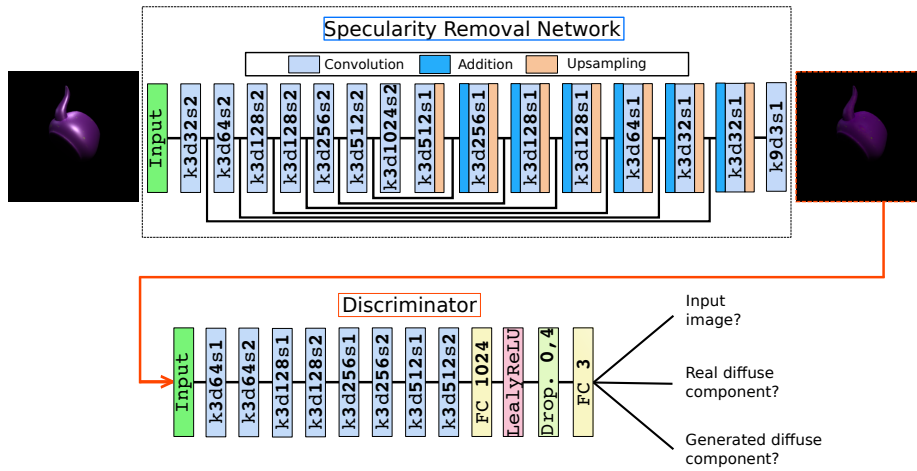 Specularity Removal Network
Convolution
Addition
Upsampling
Input
k3d32s2
k3d64s2
k3d128s2
k3d128s2
k3d256s2
k3d512s2
k3d1024s2
k3d512s1
k3d256s1
k3d128s1
k3d128s1
k3d64s1
k3d32s1
k3d32s1
k9d3s1
Discriminator
Input
k3d64s1
k3d64s2
k3d128s1
k3d128s2
k3d256s1
k3d256s2
k3d512s1
k3d512s2
FC 1024
LealyReLU
Drop. 0,4
FC 3
Input
image?
Real diffuse
component?
Generated diffuse
component?